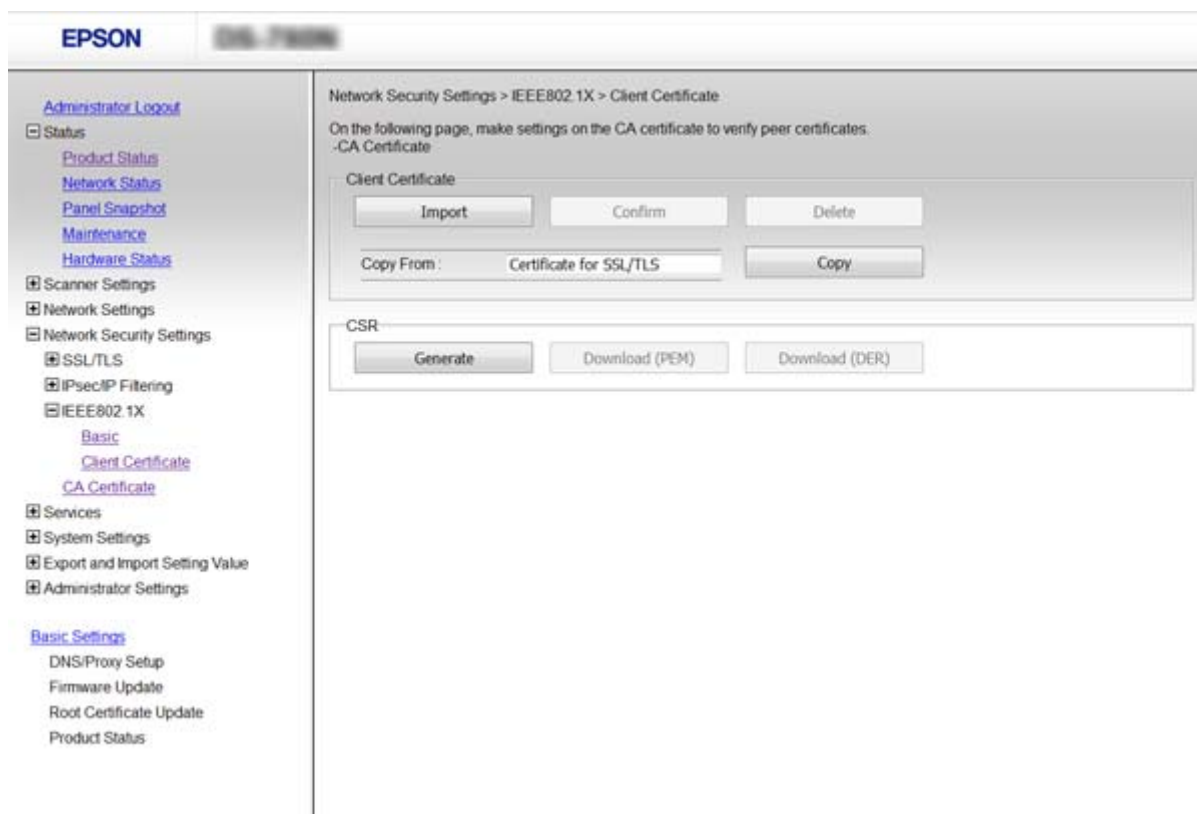 EPSON
Administrator Logout
Status
Product Status
Network Status
Panel Snapshot
Maintenance
Hardware Status
Scanner Settings
Network Settings
Network Security Settings
SSL/TLS
IPsec/IP Filtering
IEEE802.1X
Basic
Client Certificate
CA Certificate
Services
System Settings
Export and Import Setting Value
Administrator Settings
Basic Settings
DNS/Proxy Setup
Firmware Update
Root Certificate Update
Product Status
Network Security Settings > IEEE802.1X > Client Certificate
On the following page, make settings on the CA certificate to verify peer certificates.
-CA Certificate
Client Certificate
Import Confirm Delete
Copy From : Certificate for SSL/TLS Copy
CSR
Generate Download (PEM) Download (DER)